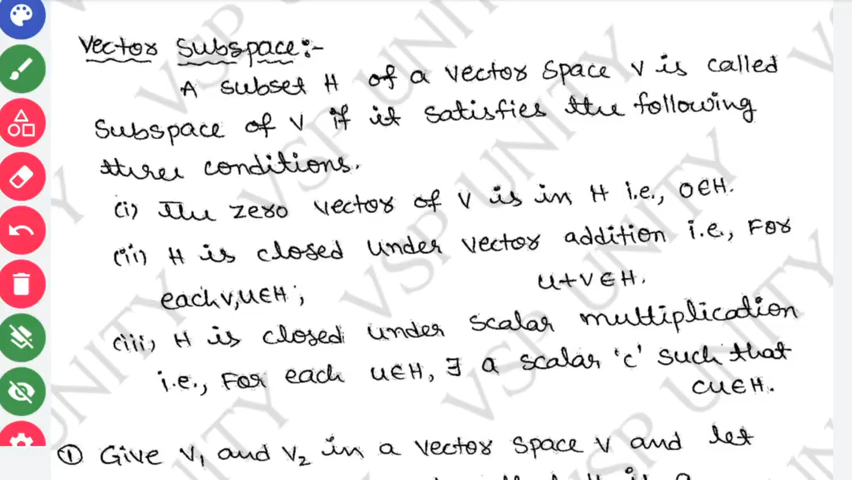 Vector Subspace:-
A subset H of a vector space V is called
Subspace of V if it satisfies the following
three conditions.
(i) The zero vector of V is in H i.e., 0∈H.
(ii) H is closed under vector addition i.e., For
each v,u∈H; u+v∈H.
(iii) H is closed under scalar multiplication
i.e., For each u∈H, ∃ a scalar 'c' such that
cu∈H.
① Give V₁ and V₂ in a vector space V and let
VSP UNITY